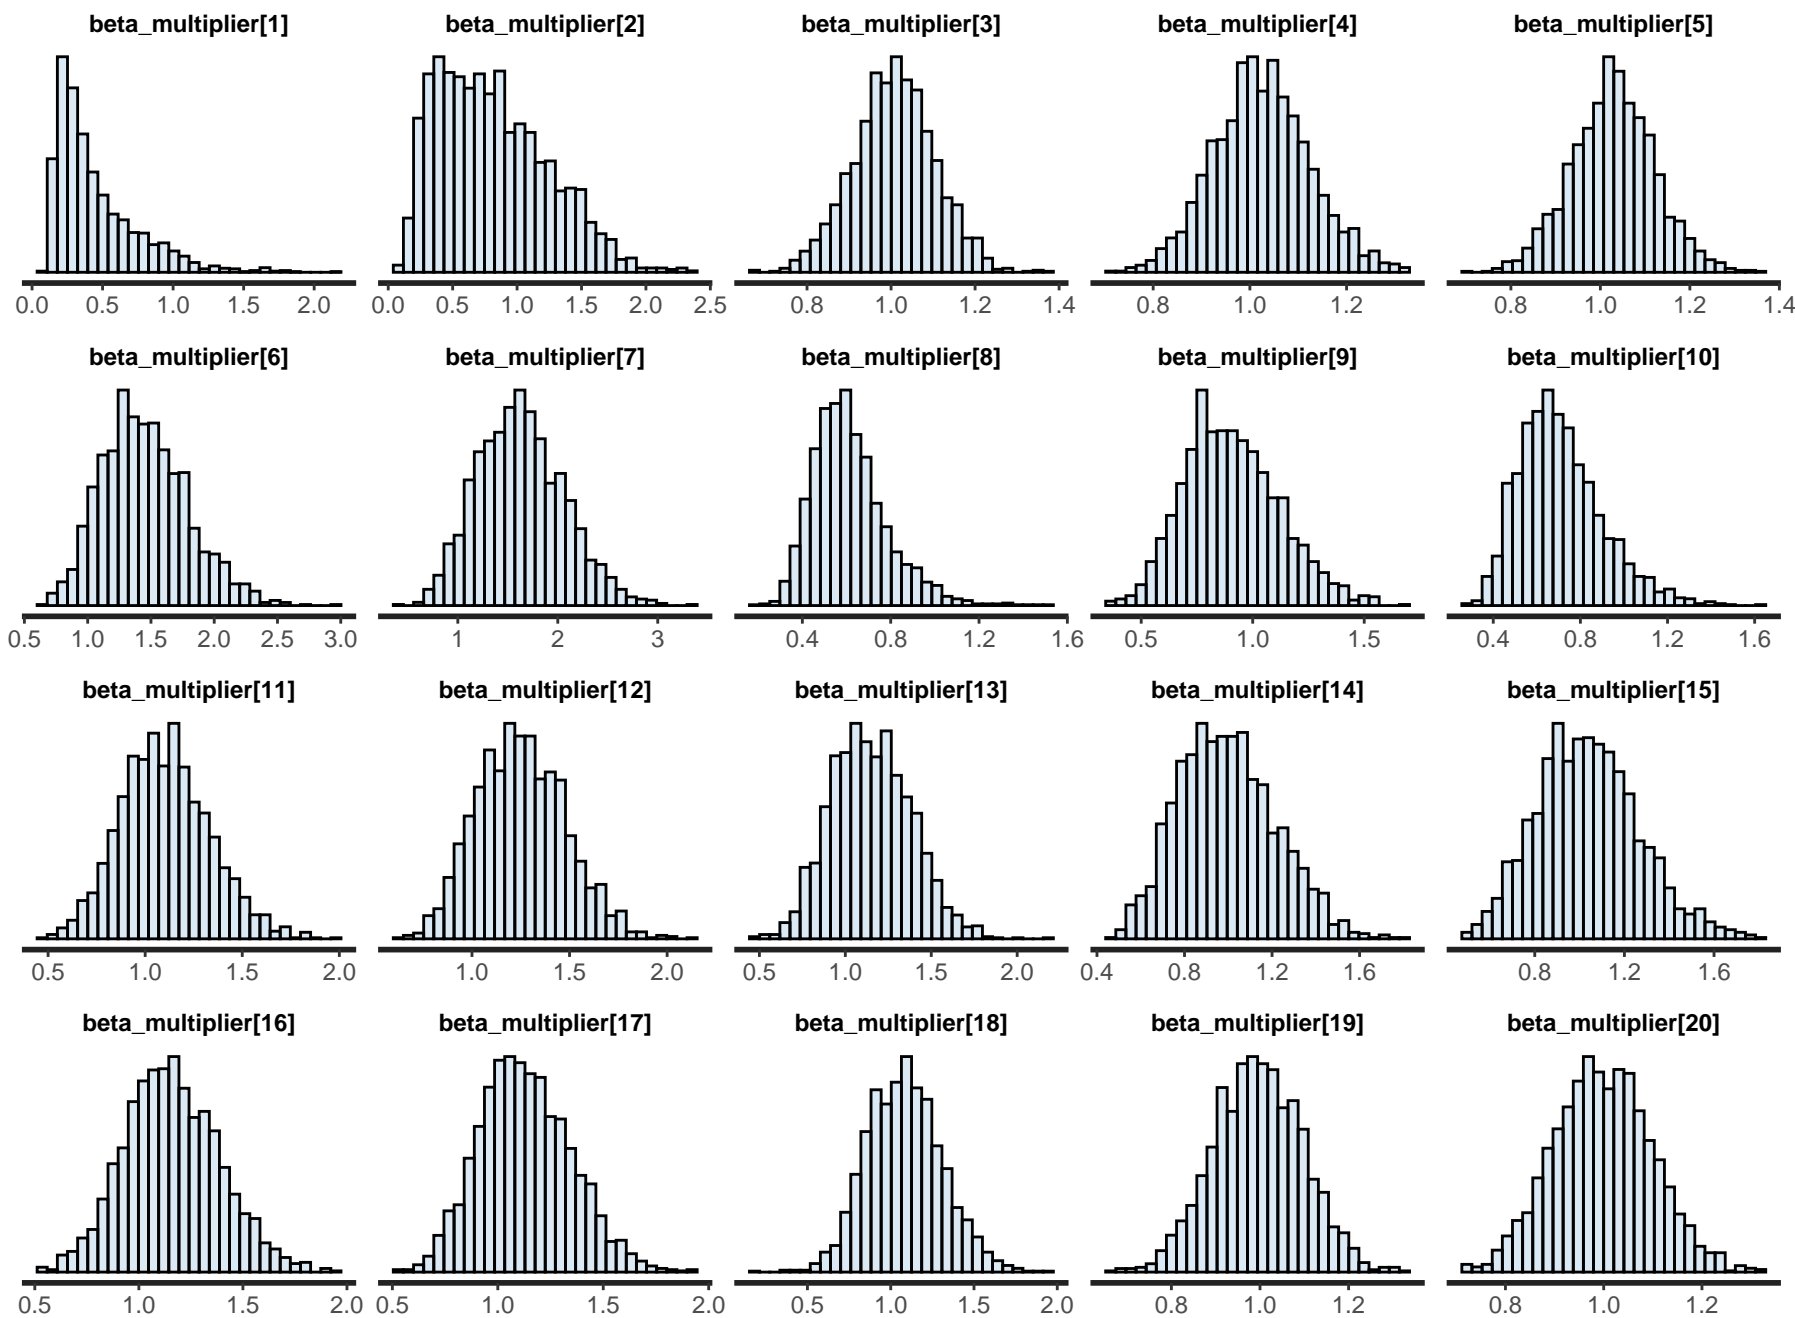 beta_multiplier[1] beta_multiplier[2] beta_multiplier[3] beta_multiplier[4] beta_multiplier[5]
0.0 0.5 1.0 1.5 2.0 0.0 0.5 1.0 1.5 2.0 2.5 0.8 1.0 1.2 1.4 0.8 1.0 1.2 0.8 1.0 1.2 1.4
beta_multiplier[6] beta_multiplier[7] beta_multiplier[8] beta_multiplier[9] beta_multiplier[10]
0.5 1.0 1.5 2.0 2.5 3.0 1 2 3 0.4 0.8 1.2 1.6 0.5 1.0 1.5 0.4 0.8 1.2 1.6
beta_multiplier[11] beta_multiplier[12] beta_multiplier[13] beta_multiplier[14] beta_multiplier[15]
0.5 1.0 1.5 2.0 1.0 1.5 2.0 0.5 1.0 1.5 2.0 0.4 0.8 1.2 1.6 0.8 1.2 1.6
beta_multiplier[16] beta_multiplier[17] beta_multiplier[18] beta_multiplier[19] beta_multiplier[20]
0.5 1.0 1.5 2.0 0.5 1.0 1.5 2.0 0.5 1.0 1.5 2.0 0.8 1.0 1.2 0.8 1.0 1.2